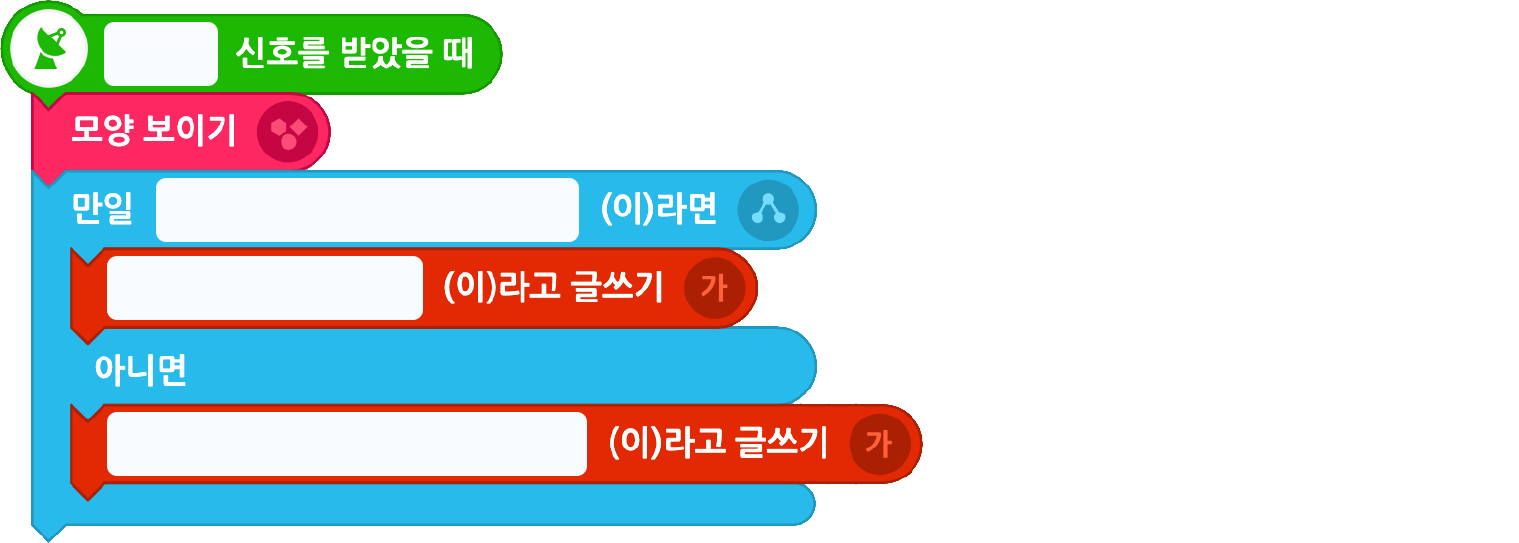 신호를 받았을 때
모양 보이기
만일 (이)라면
(이)라고 글쓰기 가
아니면
(이)라고 글쓰기 가